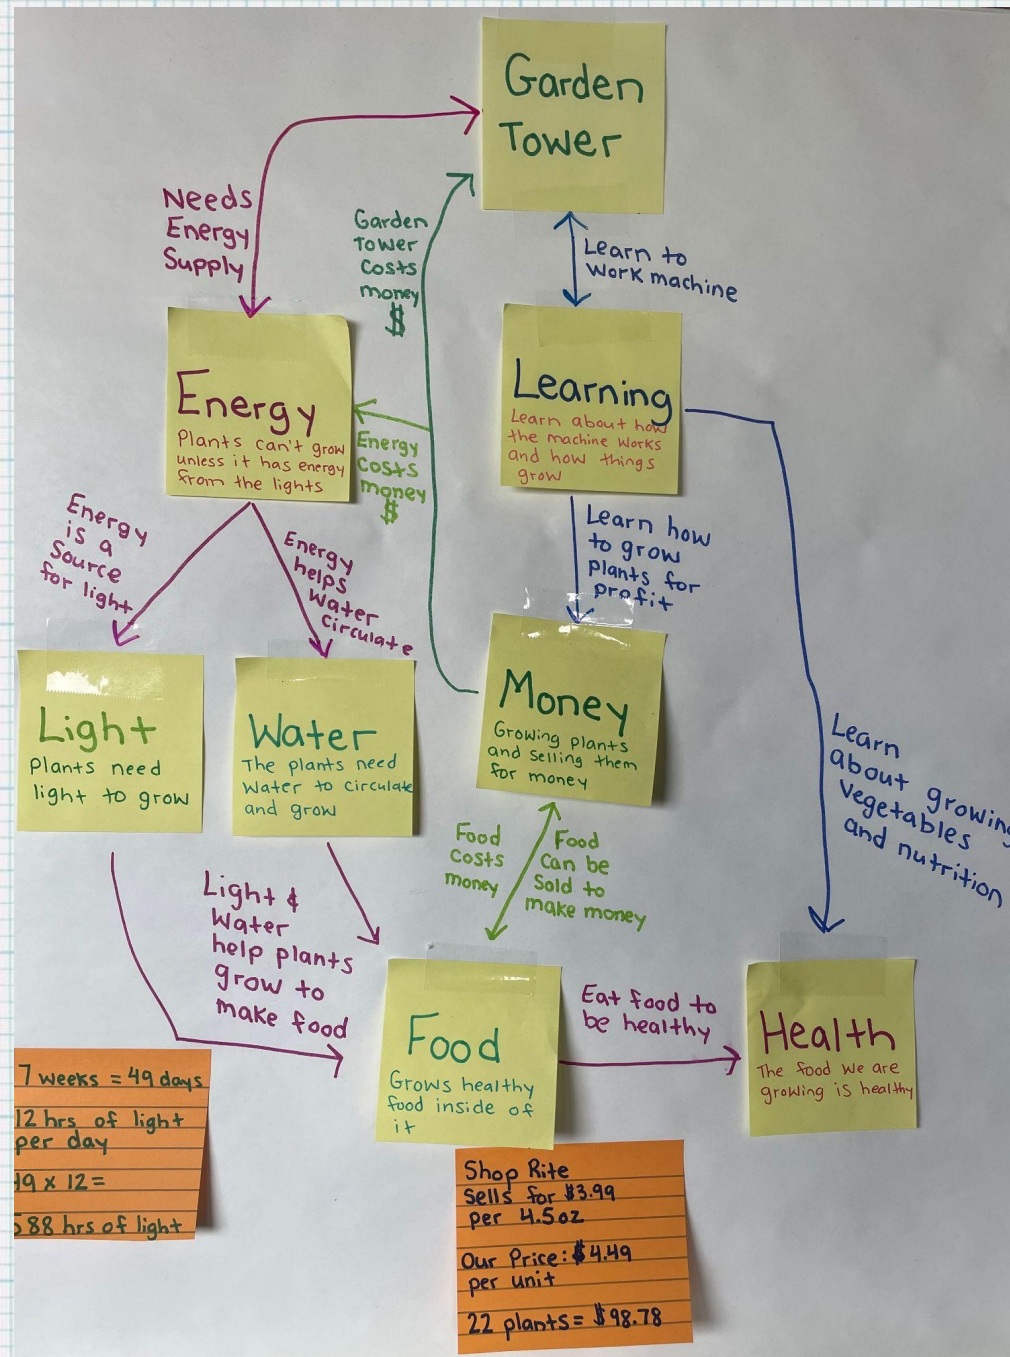 Garden
Tower
Needs
Energy
Supply
Garden
Tower
costs
money
$
Learn to
work machine
Energy
Plants can't grow
unless it has energy
from the lights
Energy
costs
money
$
Learning
Learn about how
the machine works
and how things
grow
Energy
is a
Source
for light
Energy
helps
water
circulate
Learn how
to grow
plants for
profit
Light
Plants need
light to grow
Water
The plants need
water to circulate
and grow
Money
Growing plants
and selling them
for money
Learn
about growing
vegetables
and nutrition
Food
costs
money
Food
Can be
Sold to
make money
Light &
Water
help plants
grow to
make food
Food
Grows healthy
food inside of
it
Eat food to
be healthy
Health
The food we are
growing is healthy
7 weeks = 49 days
12 hrs of light
per day
49 x 12 =
588 hrs of light
Shop Rite
Sells for $3.99
per 4.5oz
Our Price: $4.49
per unit
22 plants = $98.78